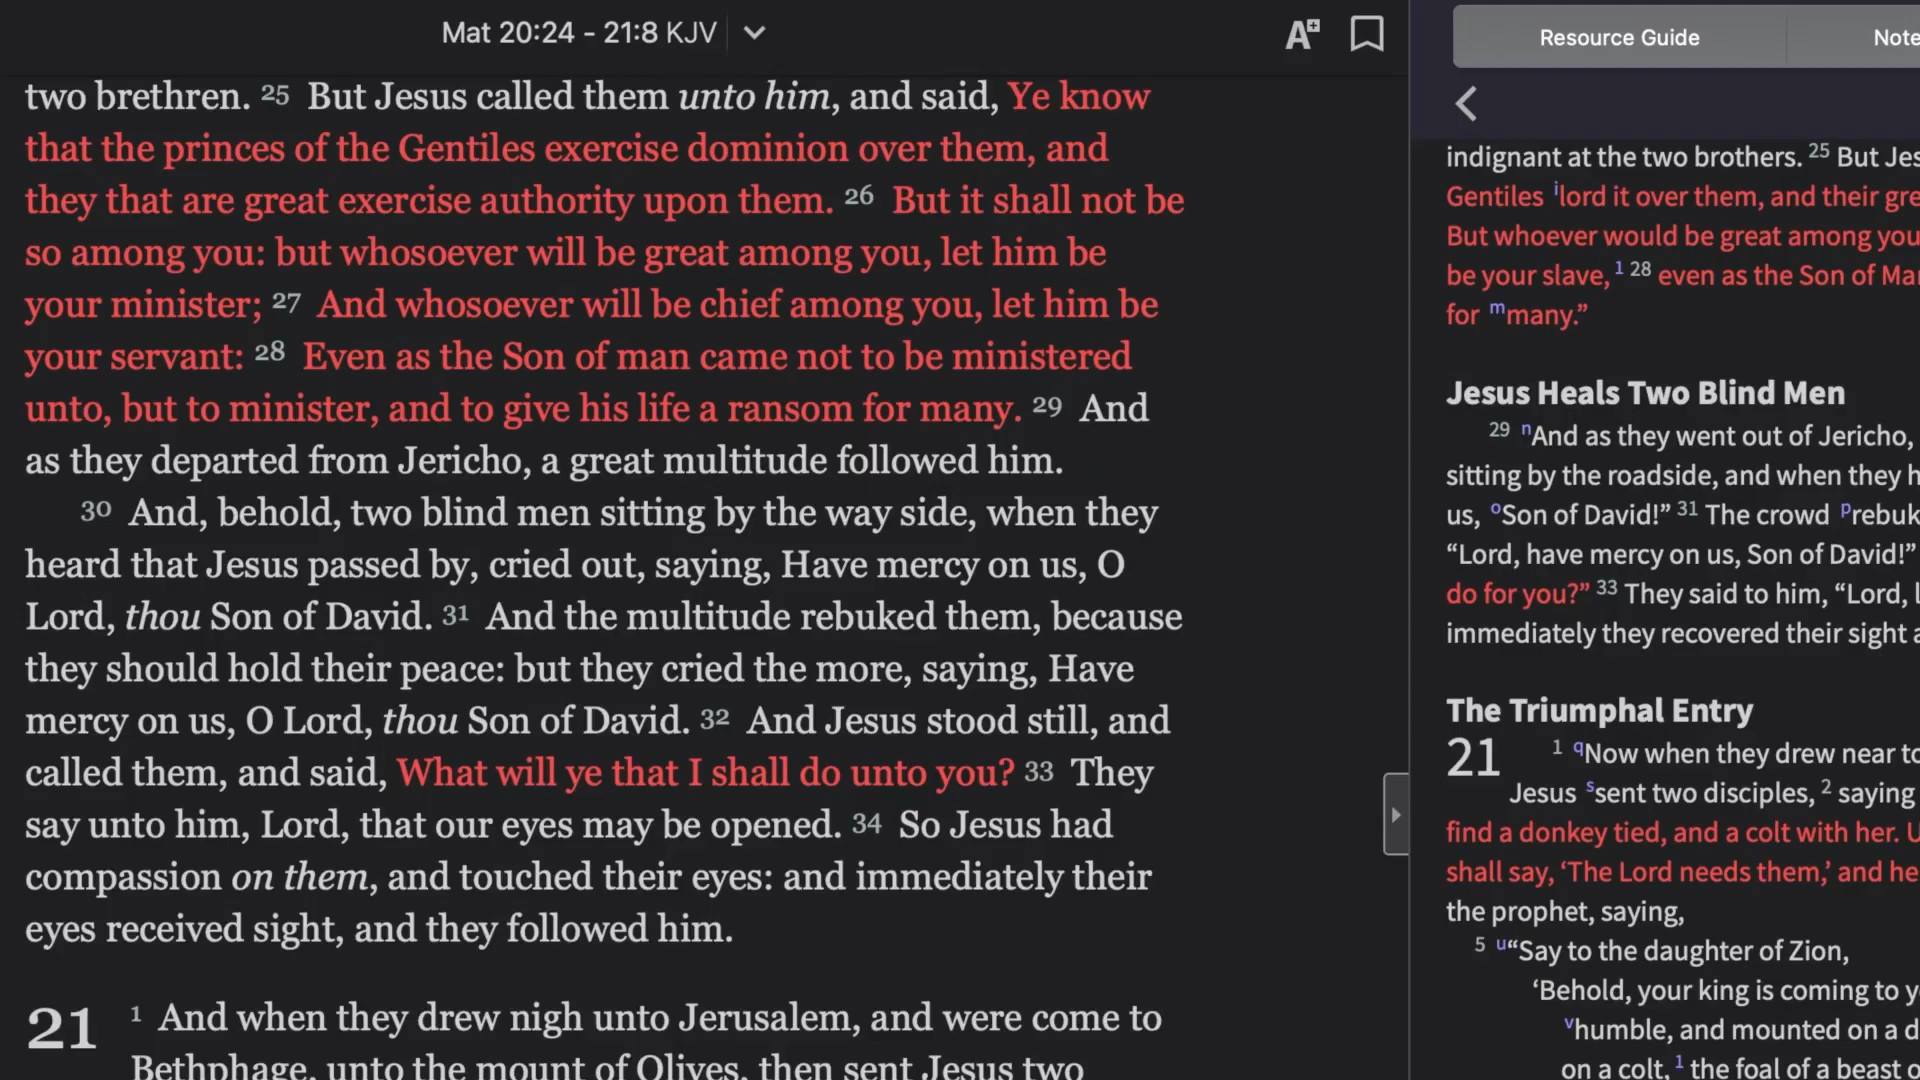 Mat 20:24 - 21:8 KJV
A+
two brethren. 25 But Jesus called them unto him, and said, Ye know
that the princes of the Gentiles exercise dominion over them, and
they that are great exercise authority upon them. 26 But it shall not be
so among you: but whosoever will be great among you, let him be
your minister; 27 And whosoever will be chief among you, let him be
your servant: 28 Even as the Son of man came not to be ministered
unto, but to minister, and to give his life a ransom for many. 29 And
as they departed from Jericho, a great multitude followed him.
30 And, behold, two blind men sitting by the way side, when they
heard that Jesus passed by, cried out, saying, Have mercy on us, O
Lord, thou Son of David. 31 And the multitude rebuked them, because
they should hold their peace: but they cried the more, saying, Have
mercy on us, O Lord, thou Son of David. 32 And Jesus stood still, and
called them, and said, What will ye that I shall do unto you? 33 They
say unto him, Lord, that our eyes may be opened. 34 So Jesus had
compassion on them, and touched their eyes: and immediately their
eyes received sight, and they followed him.
21 1 And when they drew nigh unto Jerusalem, and were come to
Bethphage, unto the mount of Olives, then sent Jesus two
Resource Guide
Note
indignant at the two brothers. 25 But Jes
Gentiles i lord it over them, and their gre
But whoever would be great among you
be your slave, 1 28 even as the Son of Man
for m many.”
Jesus Heals Two Blind Men
29 n And as they went out of Jericho,
sitting by the roadside, and when they h
us, o Son of David!” 31 The crowd p rebuk
“Lord, have mercy on us, Son of David!”
do for you?” 33 They said to him, “Lord, l
immediately they recovered their sight a
The Triumphal Entry
21 1 q Now when they drew near to
Jesus s sent two disciples, 2 saying
find a donkey tied, and a colt with her. U
shall say, ‘The Lord needs them,’ and he
the prophet, saying,
5 u “Say to the daughter of Zion,
‘Behold, your king is coming to y
v humble, and mounted on a d
on a colt, 1 the foal of a beast o